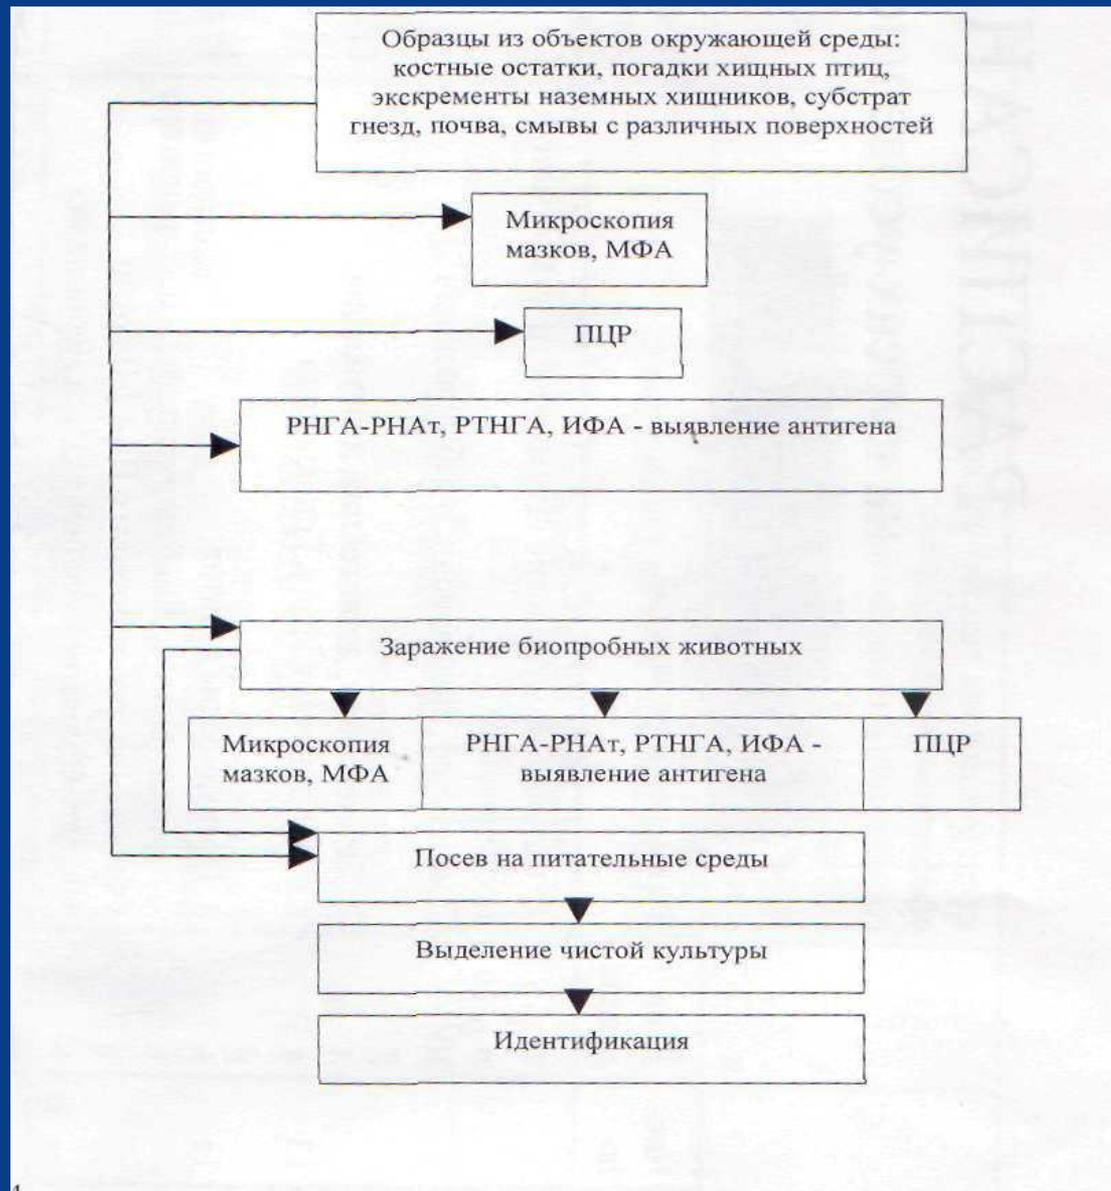 Образцы из объектов окружающей среды:
костные остатки, погадки хищных птиц,
экскременты наземных хищников, субстрат
гнезд, почва, смывы с различных поверхностей
Микроскопия
мазков, МФА
ПЦР
РНГА-РНАт, РТНГА, ИФА - выявление антигена
Заражение биопробных животных
Микроскопия
мазков, МФА
РНГА-РНАт, РТНГА, ИФА -
выявление антигена
ПЦР
Посев на питательные среды
Выделение чистой культуры
Идентификация